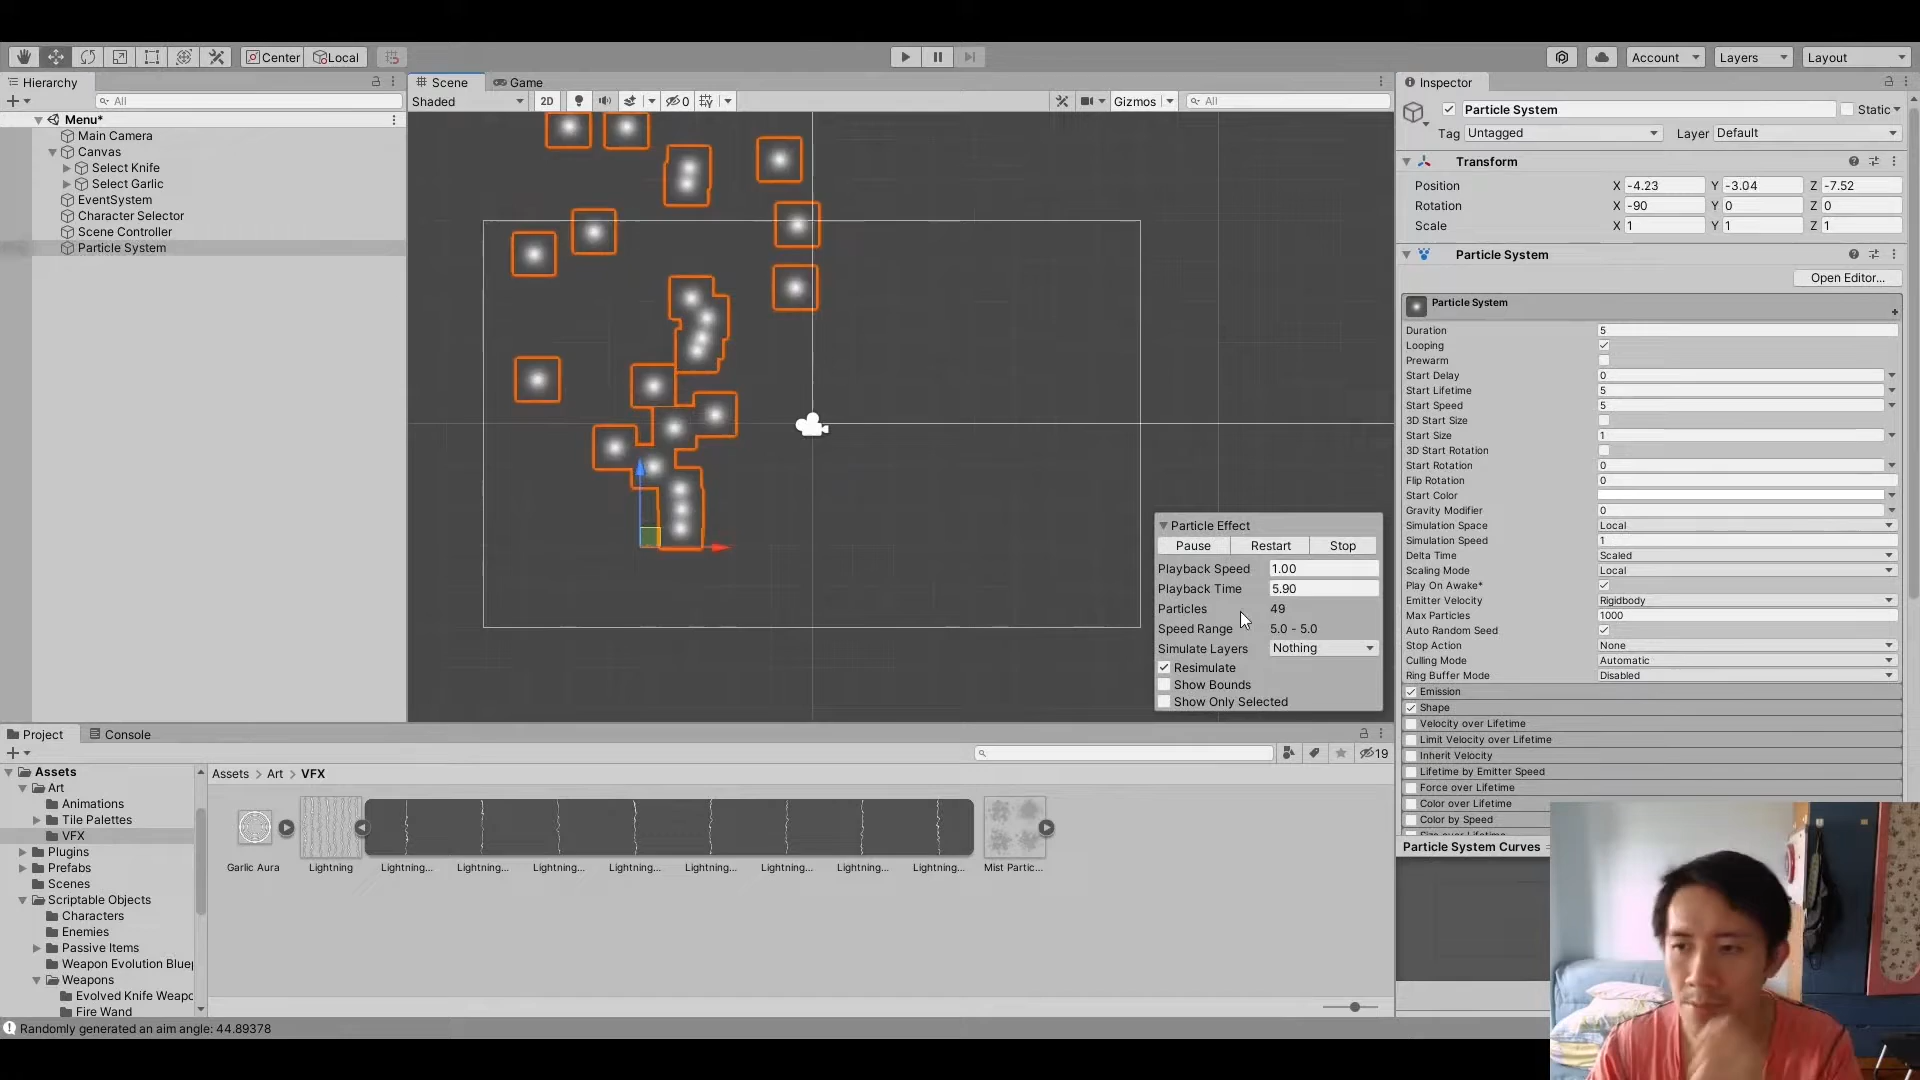 Center
Local
Account
Layers
Layout
Hierarchy
All
Menu*
Main Camera
Canvas
Select Knife
Select Garlic
EventSystem
Character Selector
Scene Controller
Particle System
Scene
Game
Shaded
2D
0
Gizmos
All
Particle Effect
Pause
Restart
Stop
Playback Speed
1.00
Playback Time
5.90
Particles
49
Speed Range
5.0 - 5.0
Simulate Layers
Nothing
Resimulate
Show Bounds
Show Only Selected
Inspector
Particle System
Static
Tag
Untagged
Layer
Default
Transform
Position
X -4.23
Y -3.04
Z -7.52
Rotation
X -90
Y 0
Z 0
Scale
X 1
Y 1
Z 1
Particle System
Open Editor...
Particle System
Duration
5
Looping
Prewarm
Start Delay
0
Start Lifetime
5
Start Speed
5
3D Start Size
Start Size
1
3D Start Rotation
Start Rotation
0
Flip Rotation
0
Start Color
Gravity Modifier
0
Simulation Space
Local
Simulation Speed
1
Delta Time
Scaled
Scaling Mode
Local
Play On Awake*
Emitter Velocity
Rigidbody
Max Particles
1000
Auto Random Seed
Stop Action
None
Culling Mode
Automatic
Ring Buffer Mode
Disabled
Emission
Shape
Velocity over Lifetime
Limit Velocity over Lifetime
Inherit Velocity
Lifetime by Emitter Speed
Force over Lifetime
Color over Lifetime
Color by Speed
Particle System Curves
Project
Console
19
Assets
Art
Animations
Tile Palettes
VFX
Plugins
Prefabs
Scenes
Scriptable Objects
Characters
Enemies
Passive Items
Weapon Evolution Bluep
Weapons
Evolved Knife Weapo
Fire Wand
Assets > Art > VFX
Garlic Aura
Lightning
Lightning...
Lightning...
Lightning...
Lightning...
Lightning...
Lightning...
Lightning...
Lightning...
Mist Partic...
Randomly generated an aim angle: 44.89378